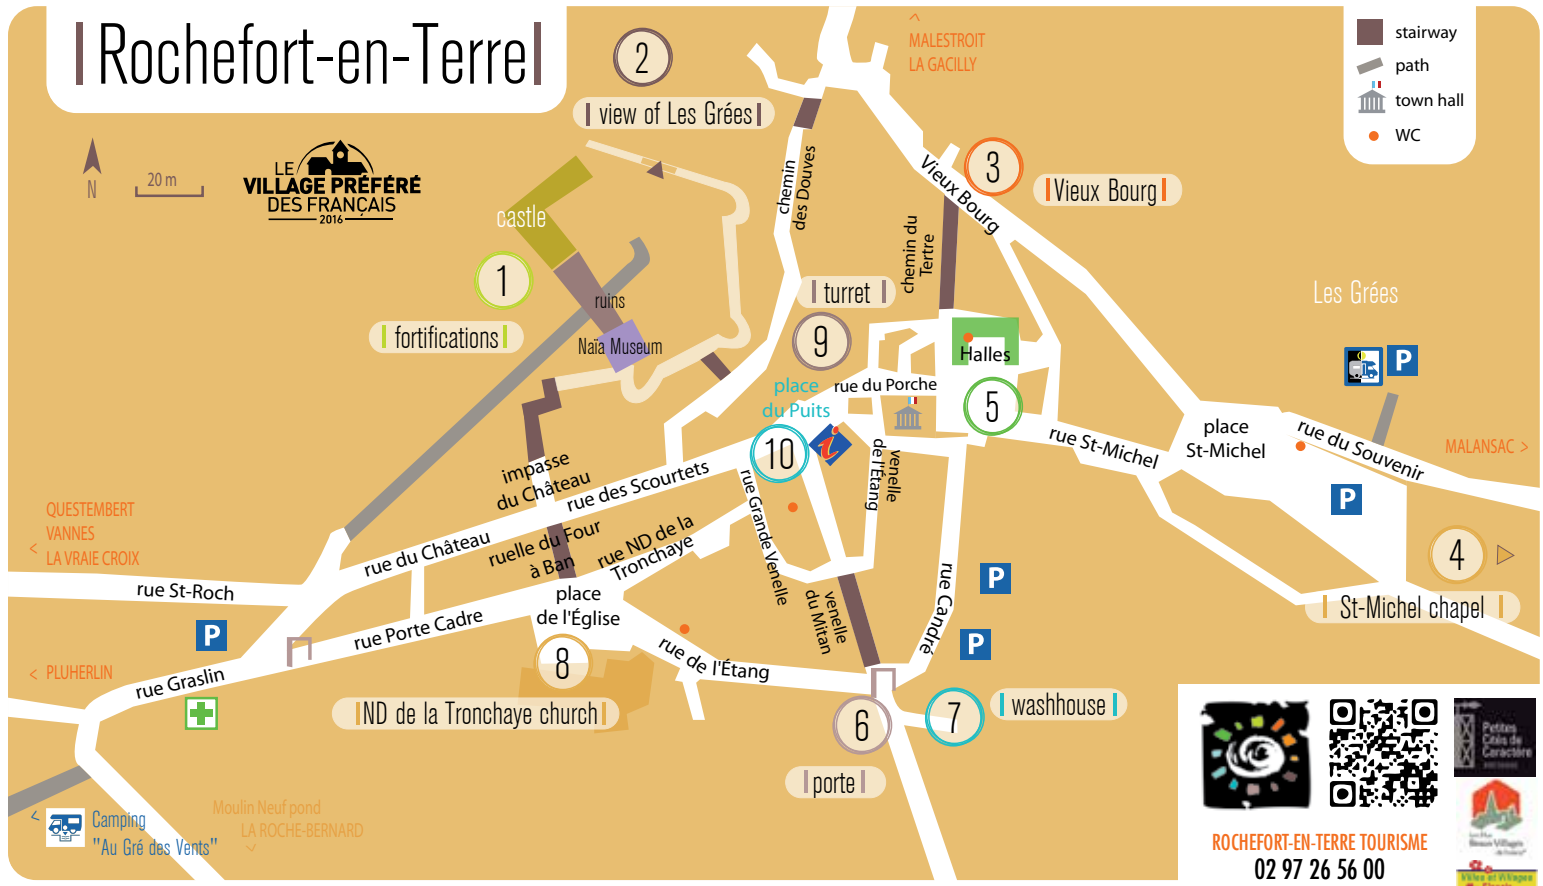 Rochefort-en-Terre
N
20 m
LE
VILLAGE PRÉFÉRÉ
DES FRANÇAIS
2016
2
view of Les Grées
MALESTROIT
LA GACILLY
stairway
path
town hall
WC
3
Vieux Bourg
Vieux Bourg
chemin
des Douves
chemin du
Tertre
castle
1
fortifications
ruins
Naïa Museum
turret
9
Les Grées
P
Halles
5
rue du Porche
place
du Puits
10
i
impasse
du Château
rue des Scourtets
venelle
de l'Étang
rue St-Michel
place
St-Michel
rue du Souvenir
MALANSAC >
P
QUESTEMBERT
VANNES
< LA VRAIE CROIX
rue du Château
ruelle du Four
à Ban
rue ND de la
Tronchaye
rue Grande Venelle
venelle
du Mitan
rue Candré
P
P
4
St-Michel chapel
rue St-Roch
P
place
de l'Église
rue Porte Cadre
8
rue de l'Étang
< PLUHERLIN
rue Graslin
ND de la Tronchaye church
6
porte
7
washhouse
Camping
"Au Gré des Vents"
Moulin Neuf pond
LA ROCHE-BERNARD
Petites
Cités de
Caractère
ROCHEFORT-EN-TERRE TOURISME
02 97 26 56 00